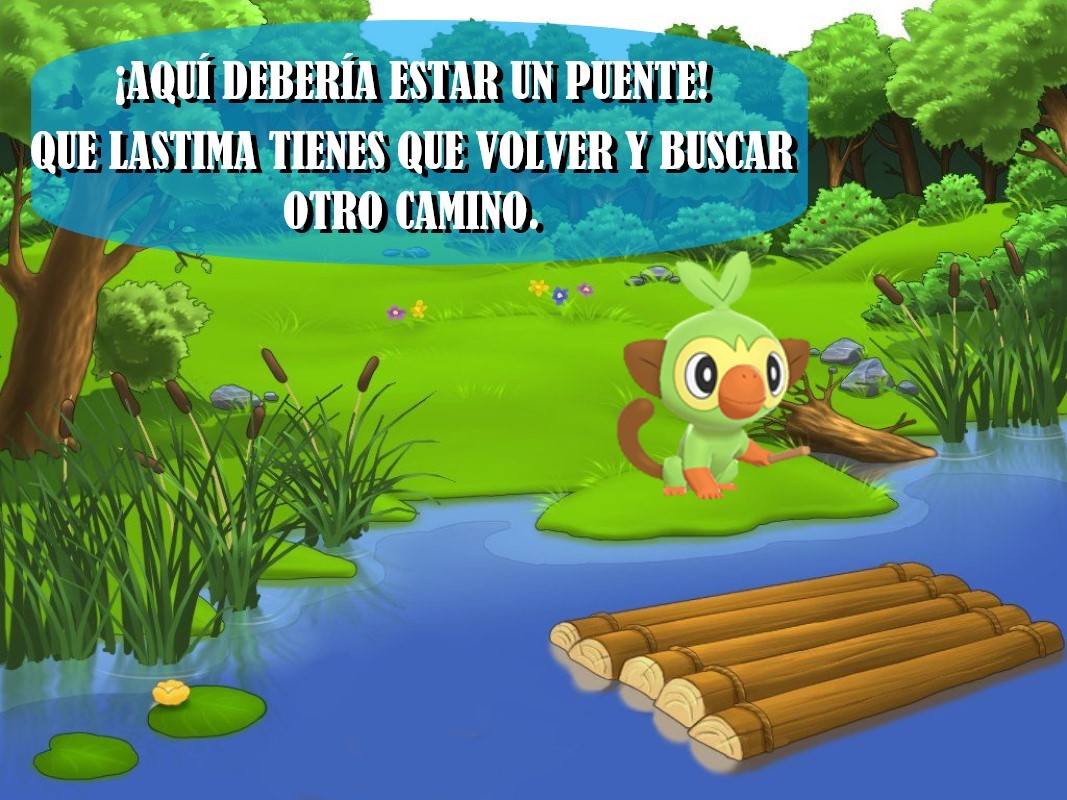 ¡AQUÍ DEBERÍA ESTAR UN PUENTE!
QUE LASTIMA TIENES QUE VOLVER Y BUSCAR
OTRO CAMINO.